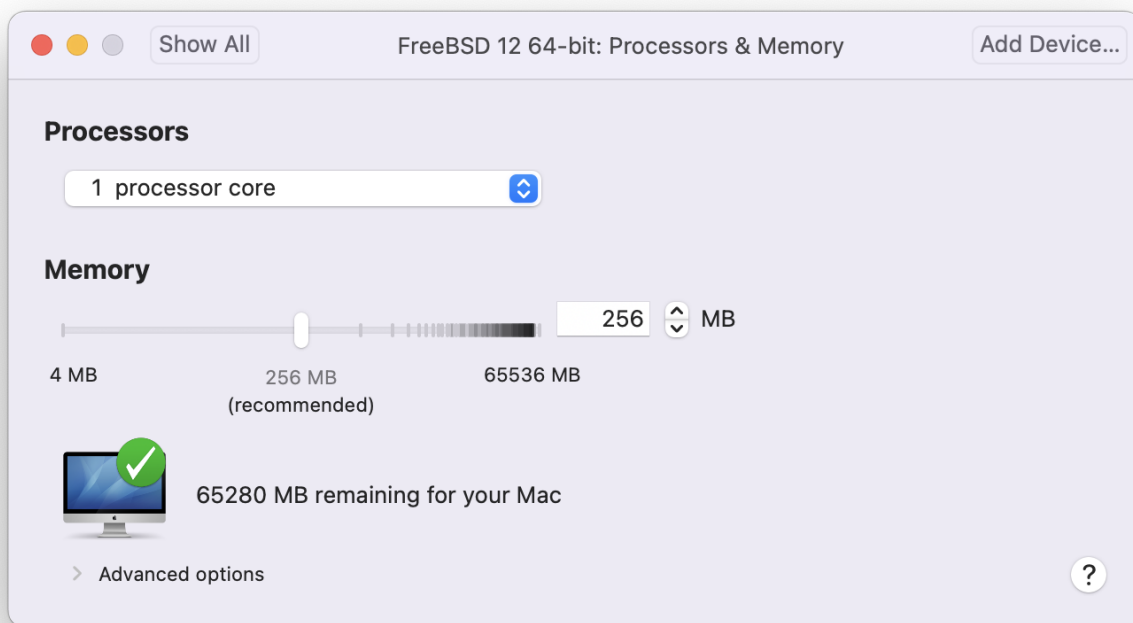 Show All FreeBSD 12 64-bit: Processors & Memory Add Device...
Processors
1 processor core
Memory
256 MB
4 MB 256 MB 65536 MB
(recommended)
65280 MB remaining for your Mac
Advanced options ?